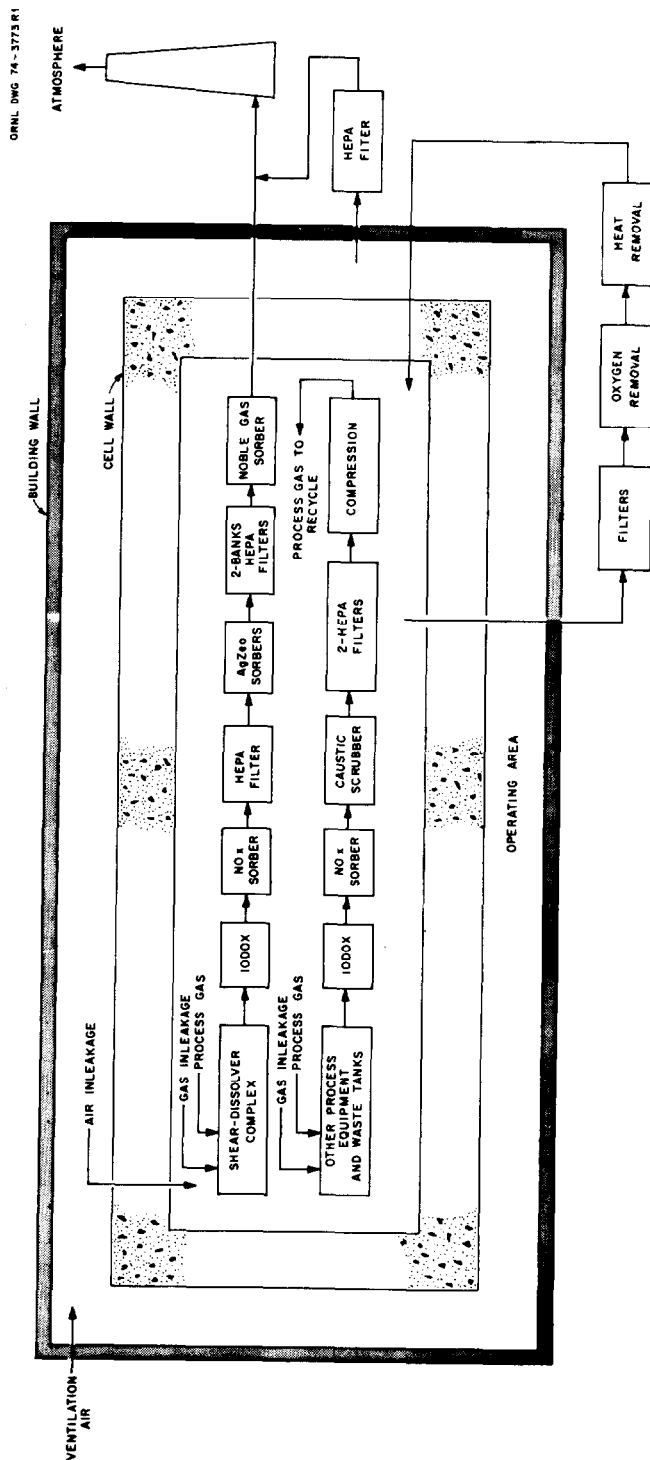 ORNL DWG 74-3773 R1
ATMOSPHERE
BUILDING WALL
CELL WALL
VENTILATION
AIR
AIR INLEAKAGE
GAS INLEAKAGE
PROCESS GAS
SHEAR-DISSOLVER
COMPLEX
IODOX
NOx
SORBER
HEPA
FILTER
AgZeo
SORBERS
2-BANKS
HEPA
FILTERS
NOBLE GAS
SORBER
HEPA
FITER
GAS INLEAKAGE
PROCESS GAS
OTHER PROCESS
EQUIPMENT
AND WASTE TANKS
IODOX
NOx
SORBER
CAUSTIC
SCRUBBER
2-HEPA
FILTERS
COMPRESSION
PROCESS GAS TO
RECYCLE
OPERATING AREA
FILTERS
OXYGEN
REMOVAL
HEAT
REMOVAL